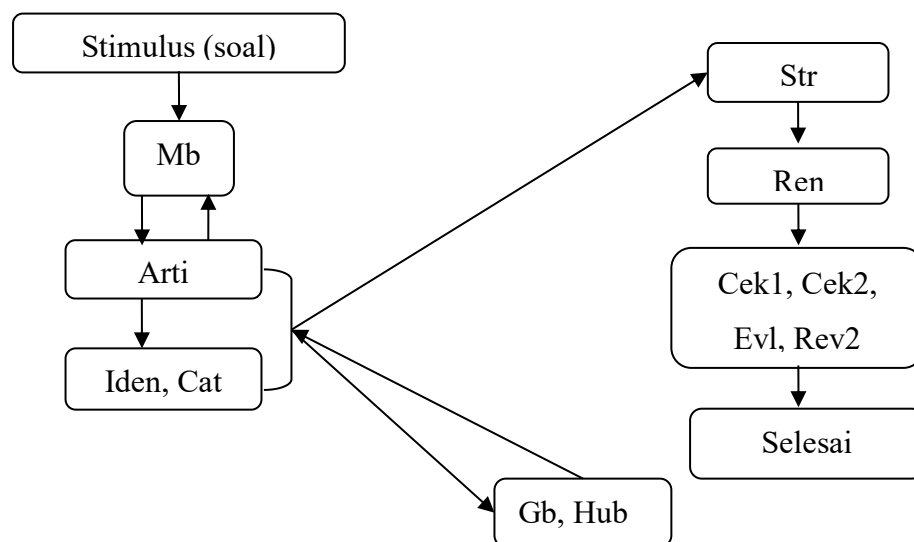 Stimulus (soal)
Mb
Arti
Iden, Cat
Gb, Hub
Str
Ren
Cek1, Cek2,
Evl, Rev2
Selesai